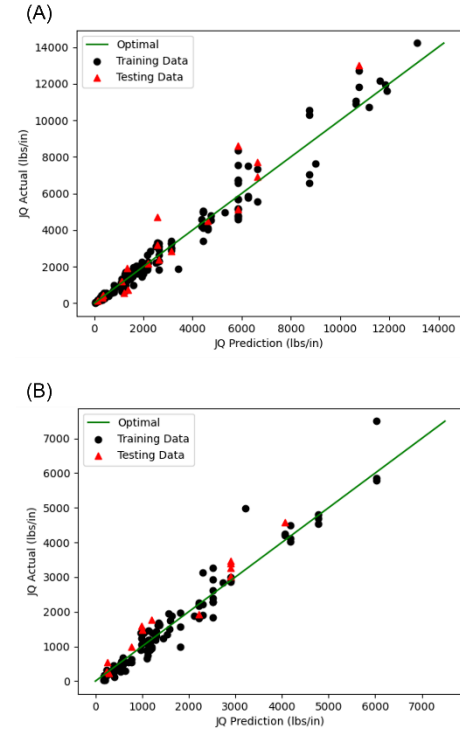 (A)
Optimal
Training Data
Testing Data
14000
12000
10000
8000
6000
4000
2000
0
JQ Actual (lbs/in)
0 2000 4000 6000 8000 10000 12000 14000
JQ Prediction (lbs/in)
(B)
Optimal
Training Data
Testing Data
7000
6000
5000
4000
3000
2000
1000
0
JQ Actual (lbs/in)
0 1000 2000 3000 4000 5000 6000 7000
JQ Prediction (lbs/in)